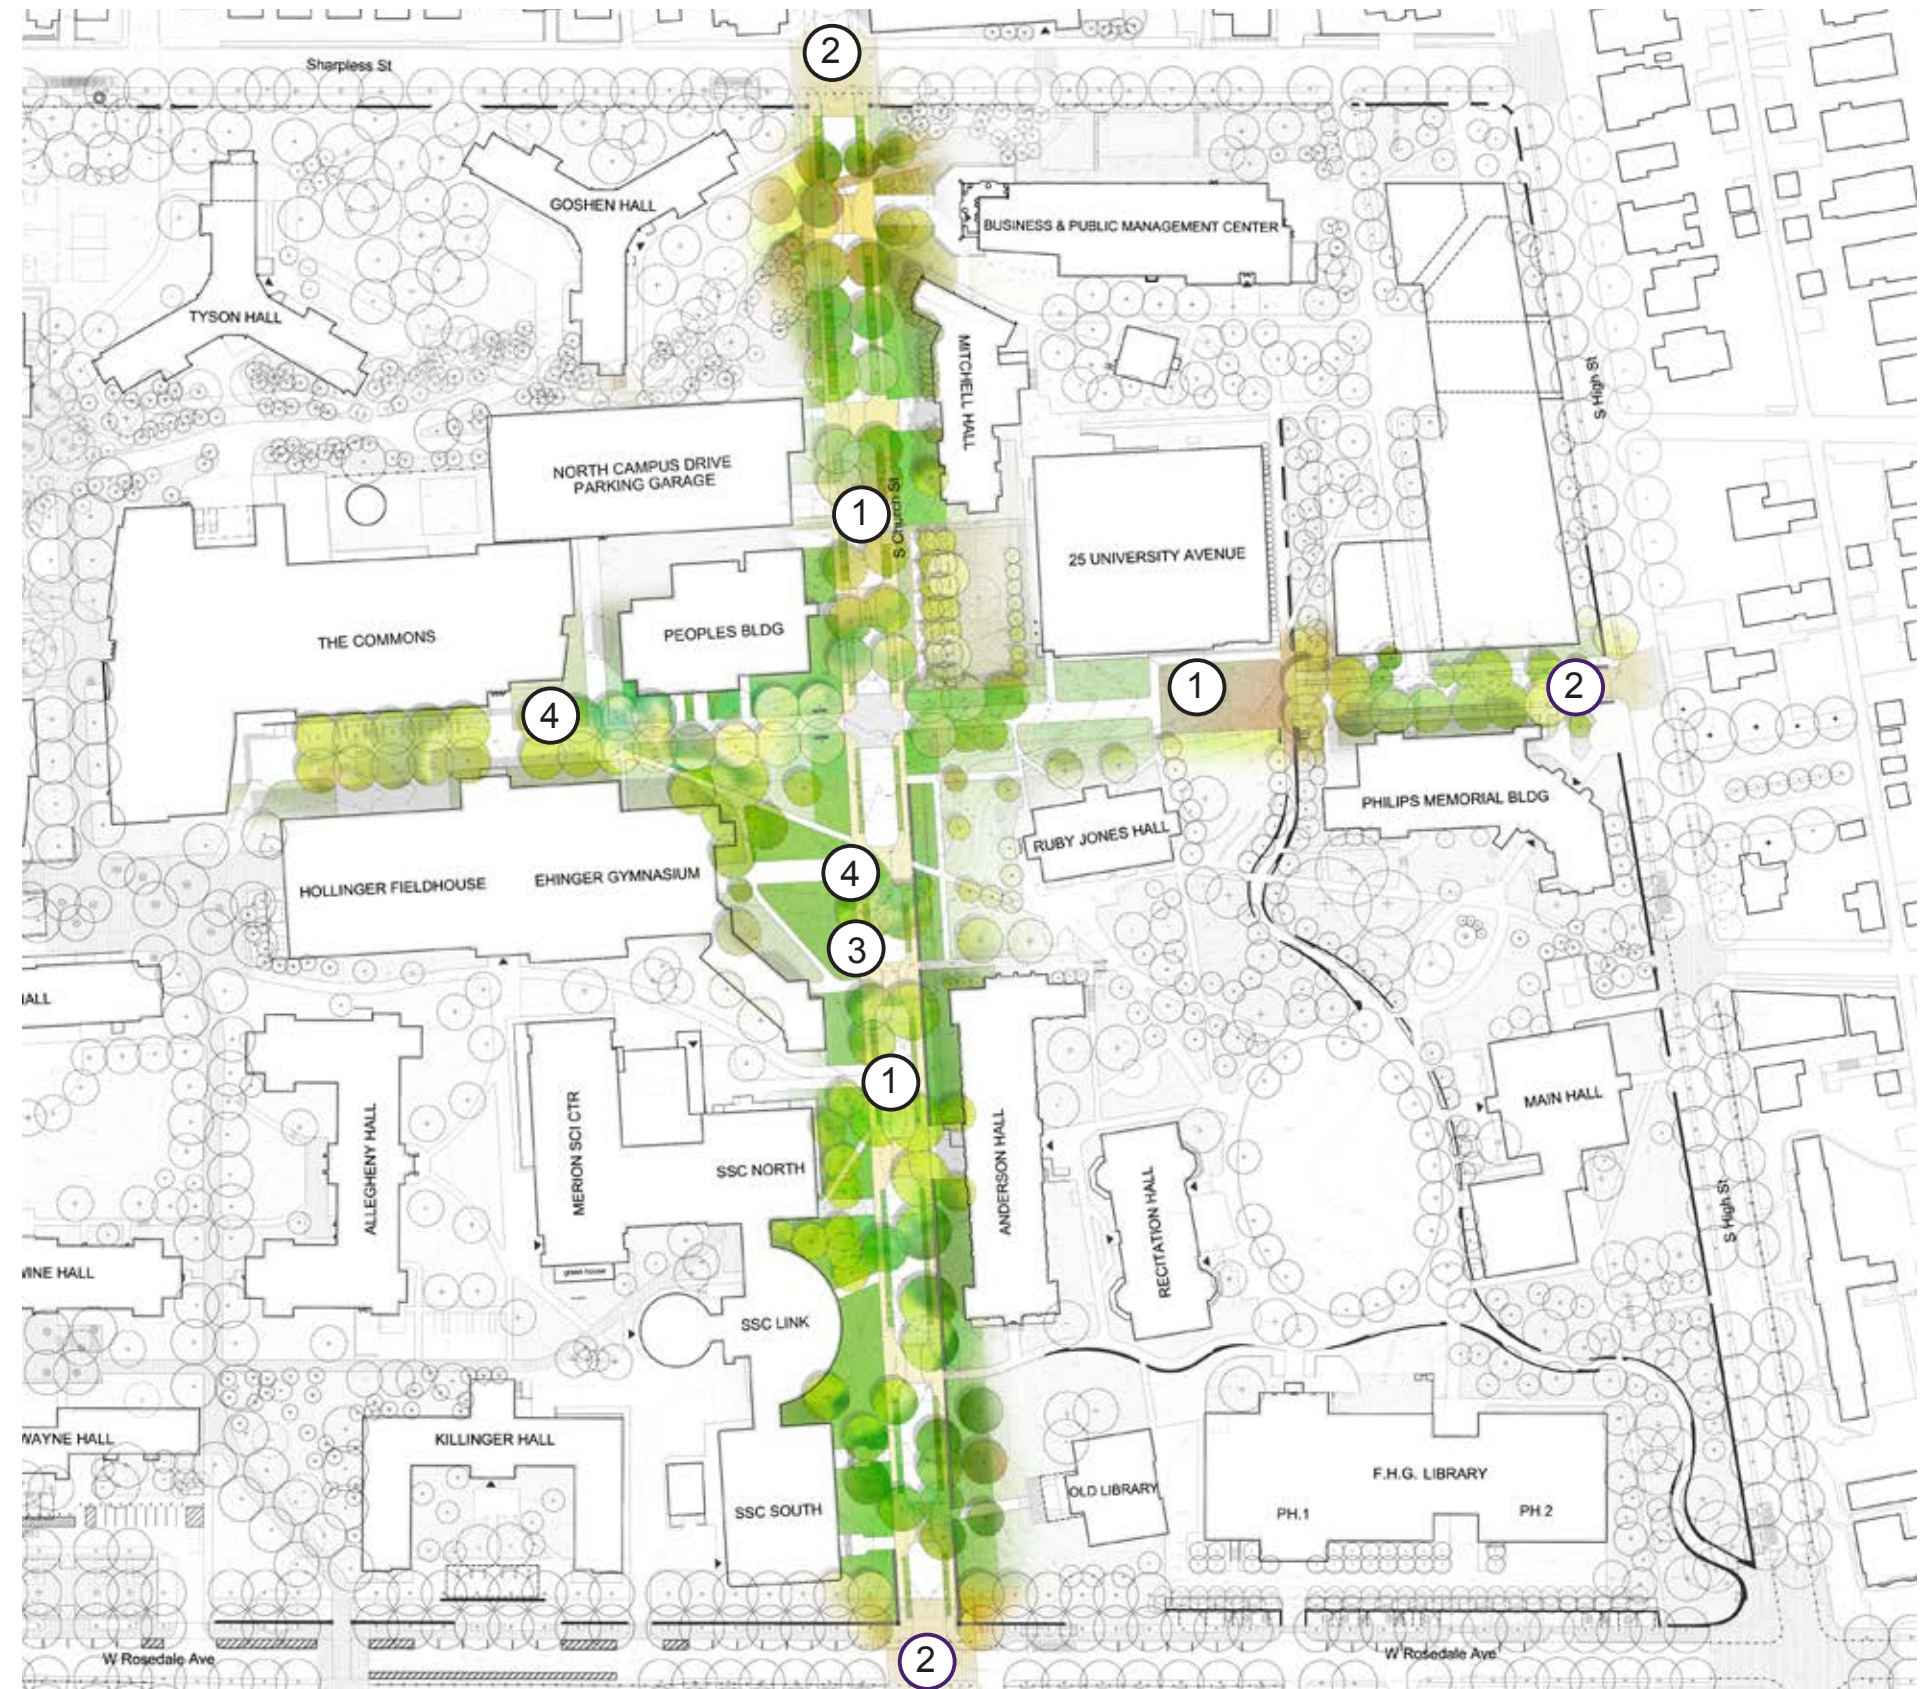 2
Sharpless St
GOSHEN HALL
BUSINESS & PUBLIC MANAGEMENT CENTER
TYSON HALL
MITCHELL HALL
S High St
NORTH CAMPUS DRIVE
PARKING GARAGE
1
S Church St
25 UNIVERSITY AVENUE
THE COMMONS
PEOPLES BLDG
4
1
2
PHILIPS MEMORIAL BLDG
RUBY JONES HALL
HOLLINGER FIELDHOUSE
EHINGER GYMNASIUM
4
3
1
MERION SCI CTR
ALLEGHENY HALL
SSC NORTH
ANDERSON HALL
RECITATION HALL
MAIN HALL
S High St
green house
SSC LINK
KILLINGER HALL
SSC SOUTH
OLD LIBRARY
F.H.G. LIBRARY
PH.1
PH.2
WAYNE HALL
W Rosedale Ave
2
W Rosedale Ave